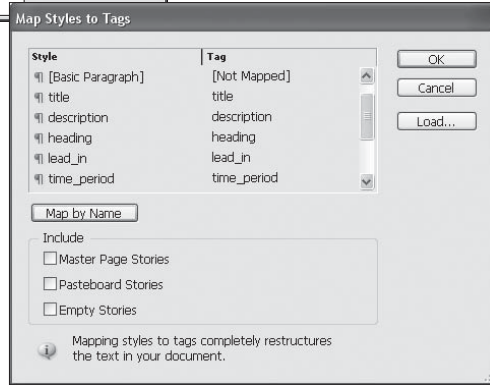 Map Styles to Tags
Style Tag
¶ [Basic Paragraph] [Not Mapped]
¶ title title
¶ description description
¶ heading heading
¶ lead_in lead_in
¶ time_period time_period
OK
Cancel
Load...
Map by Name
Include
Master Page Stories
Pasteboard Stories
Empty Stories
Mapping styles to tags completely restructures
the text in your document.